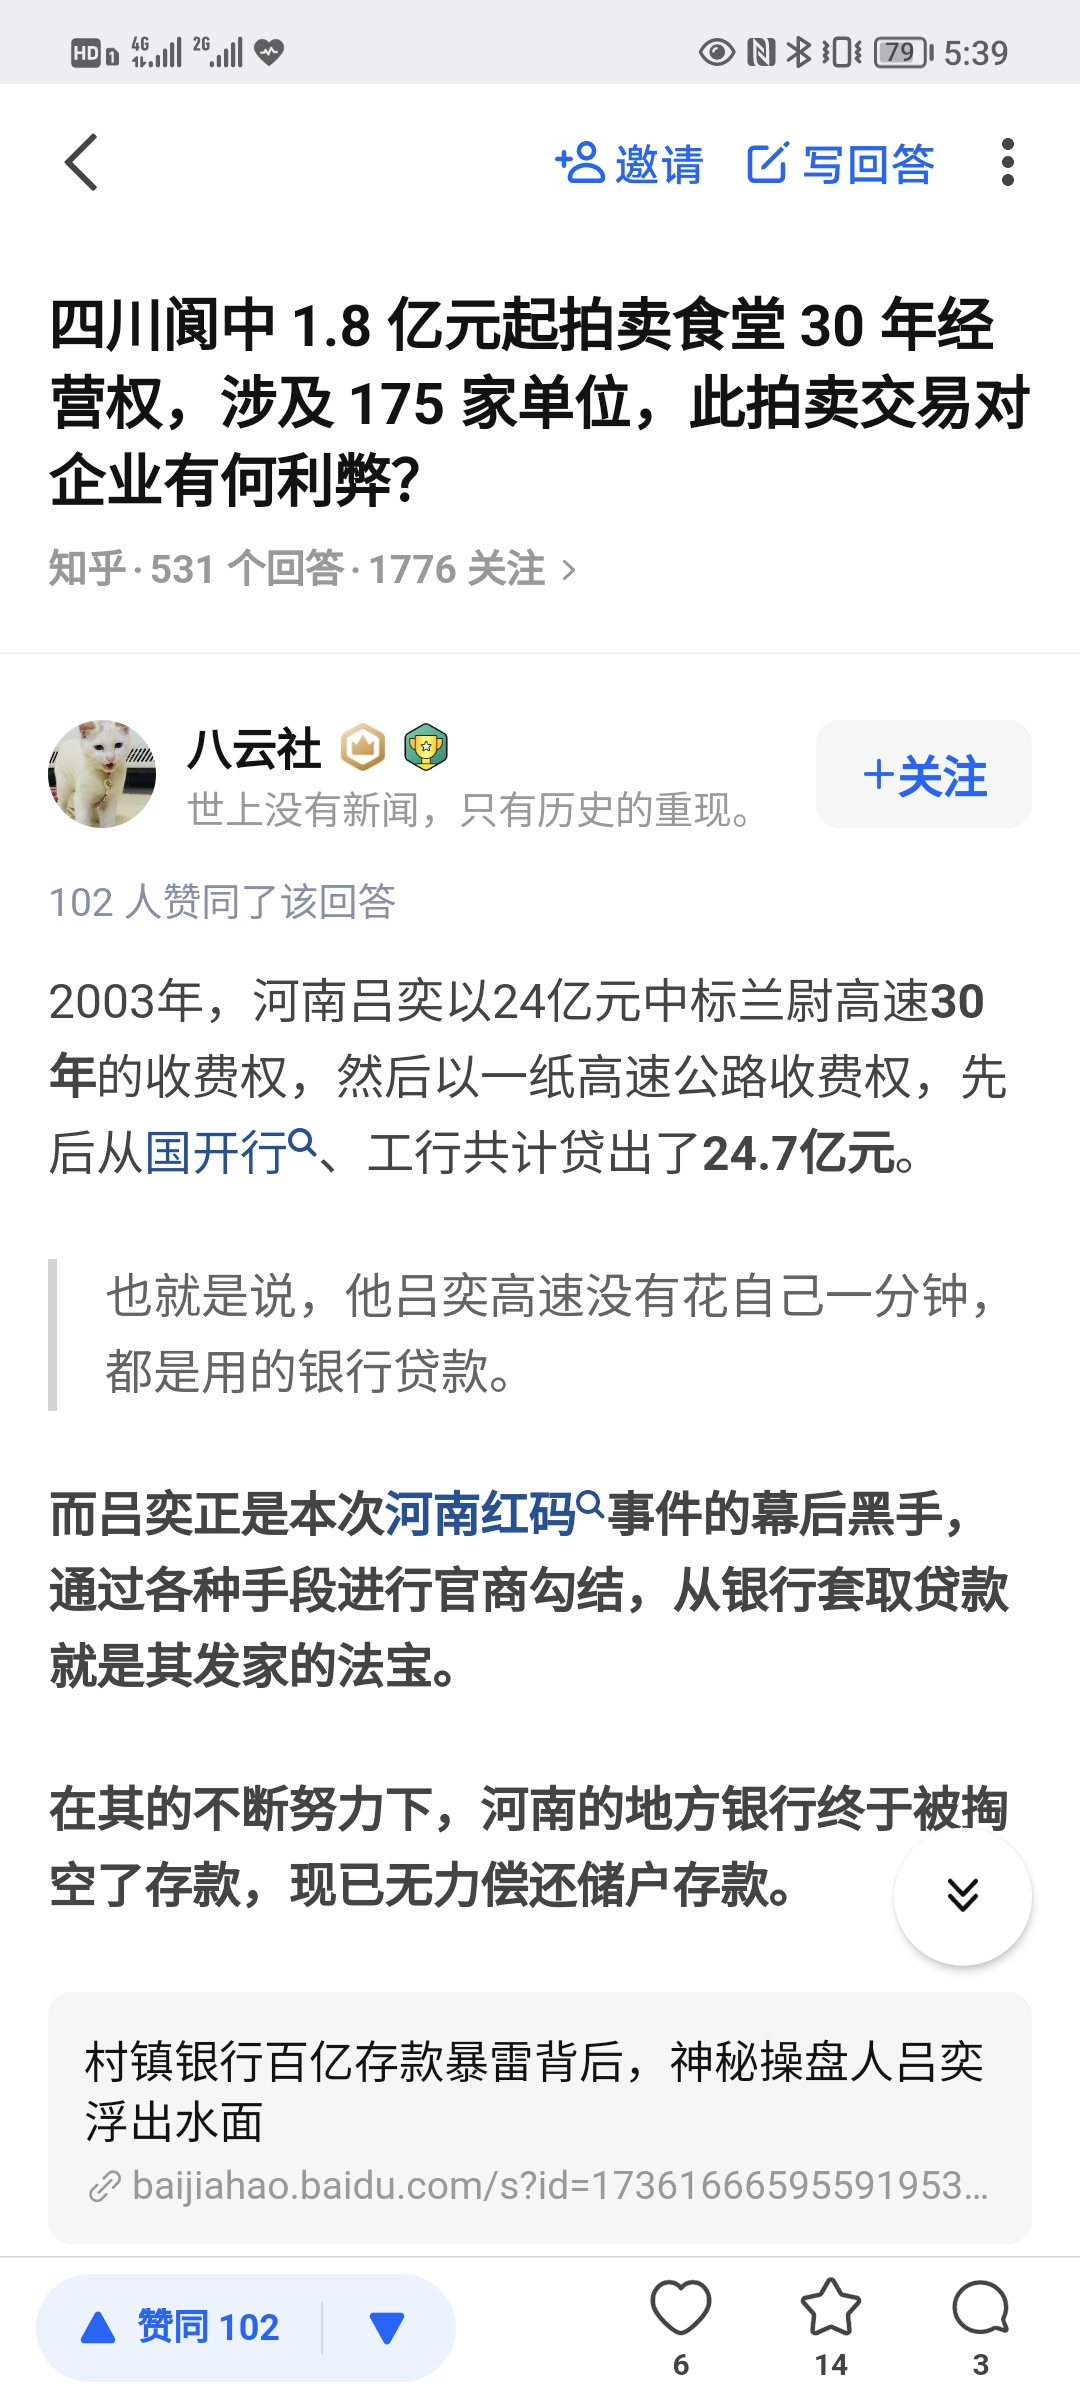 HD 1 4G 2G 79 5:39
邀请 写回答
四川阆中 1.8 亿元起拍卖食堂 30 年经
营权，涉及 175 家单位，此拍卖交易对
企业有何利弊？
知乎 · 531 个回答 · 1776 关注
八云社
世上没有新闻，只有历史的重现。
+关注
102 人赞同了该回答
2003年，河南吕奕以24亿元中标兰尉高速30
年的收费权，然后以一纸高速公路收费权，先
后从国开行、工行共计贷出了24.7亿元。
也就是说，他吕奕高速没有花自己一分钟，
都是用的银行贷款。
而吕奕正是本次河南红码事件的幕后黑手，
通过各种手段进行官商勾结，从银行套取贷款
就是其发家的法宝。
在其的不断努力下，河南的地方银行终于被掏
空了存款，现已无力偿还储户存款。
村镇银行百亿存款暴雷背后，神秘操盘人吕奕
浮出水面
baijiahao.baidu.com/s?id=173616666595591953...
赞同 102
6
14
3